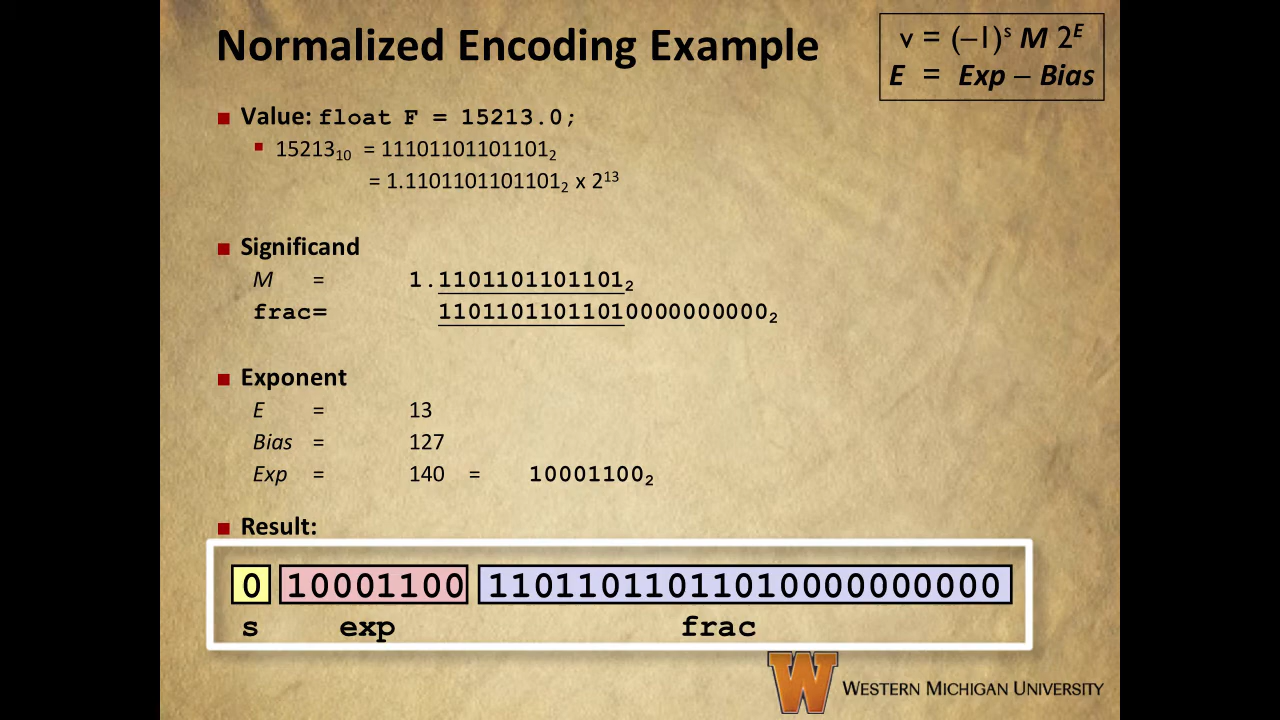 Normalized Encoding Example
v = (–1)ˢ M 2ᴱ
E = Exp – Bias
■ Value: float F = 15213.0;
▪ 15213₁₀ = 11101101101101₂
= 1.1101101101101₂ x 2¹³
■ Significand
M = 1.1101101101101₂
frac= 11011011011010000000000₂
■ Exponent
E = 13
Bias = 127
Exp = 140 = 10001100₂
■ Result:
0 10001100 11011011011010000000000
s exp frac
W WESTERN MICHIGAN UNIVERSITY